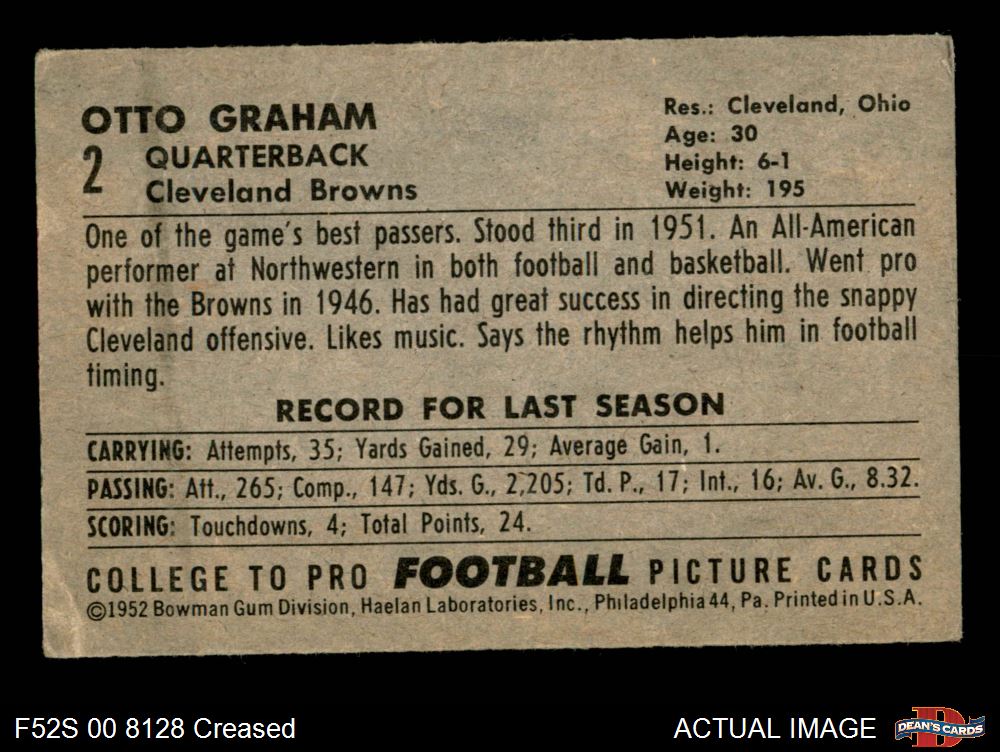 OTTO GRAHAM
2 QUARTERBACK
Cleveland Browns
Res.: Cleveland, Ohio
Age: 30
Height: 6-1
Weight: 195
One of the game's best passers. Stood third in 1951. An All-American
performer at Northwestern in both football and basketball. Went pro
with the Browns in 1946. Has had great success in directing the snappy
Cleveland offensive. Likes music. Says the rhythm helps him in football
timing.
RECORD FOR LAST SEASON
CARRYING: Attempts, 35; Yards Gained, 29; Average Gain, 1.
PASSING: Att., 265; Comp., 147; Yds. G., 2,205; Td. P., 17; Int., 16; Av. G., 8.32.
SCORING: Touchdowns, 4; Total Points, 24.
COLLEGE TO PRO FOOTBALL PICTURE CARDS
©1952 Bowman Gum Division, Haelan Laboratories, Inc., Philadelphia 44, Pa. Printed in U.S.A.
F52S 00 8128 Creased
ACTUAL IMAGE
DEAN'S CARDS